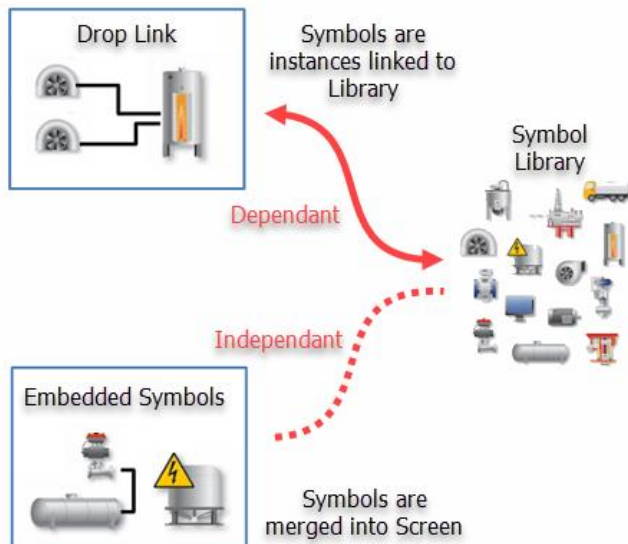 Drop Link
Symbols are
instances linked to
Library
Symbol
Library
Dependant
Independant
Embedded Symbols
Symbols are
merged into Screen